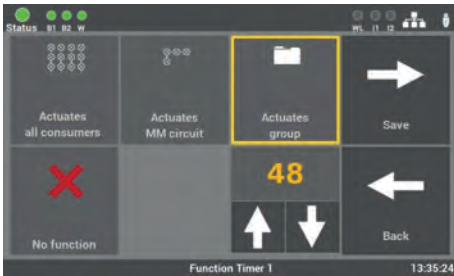 Status B1 B2 W WL I1 I2
Actuates
all consumers
Actuates
MM circuit
Actuates
group
Save
No function
48
Back
Function Timer 1 13:35:24